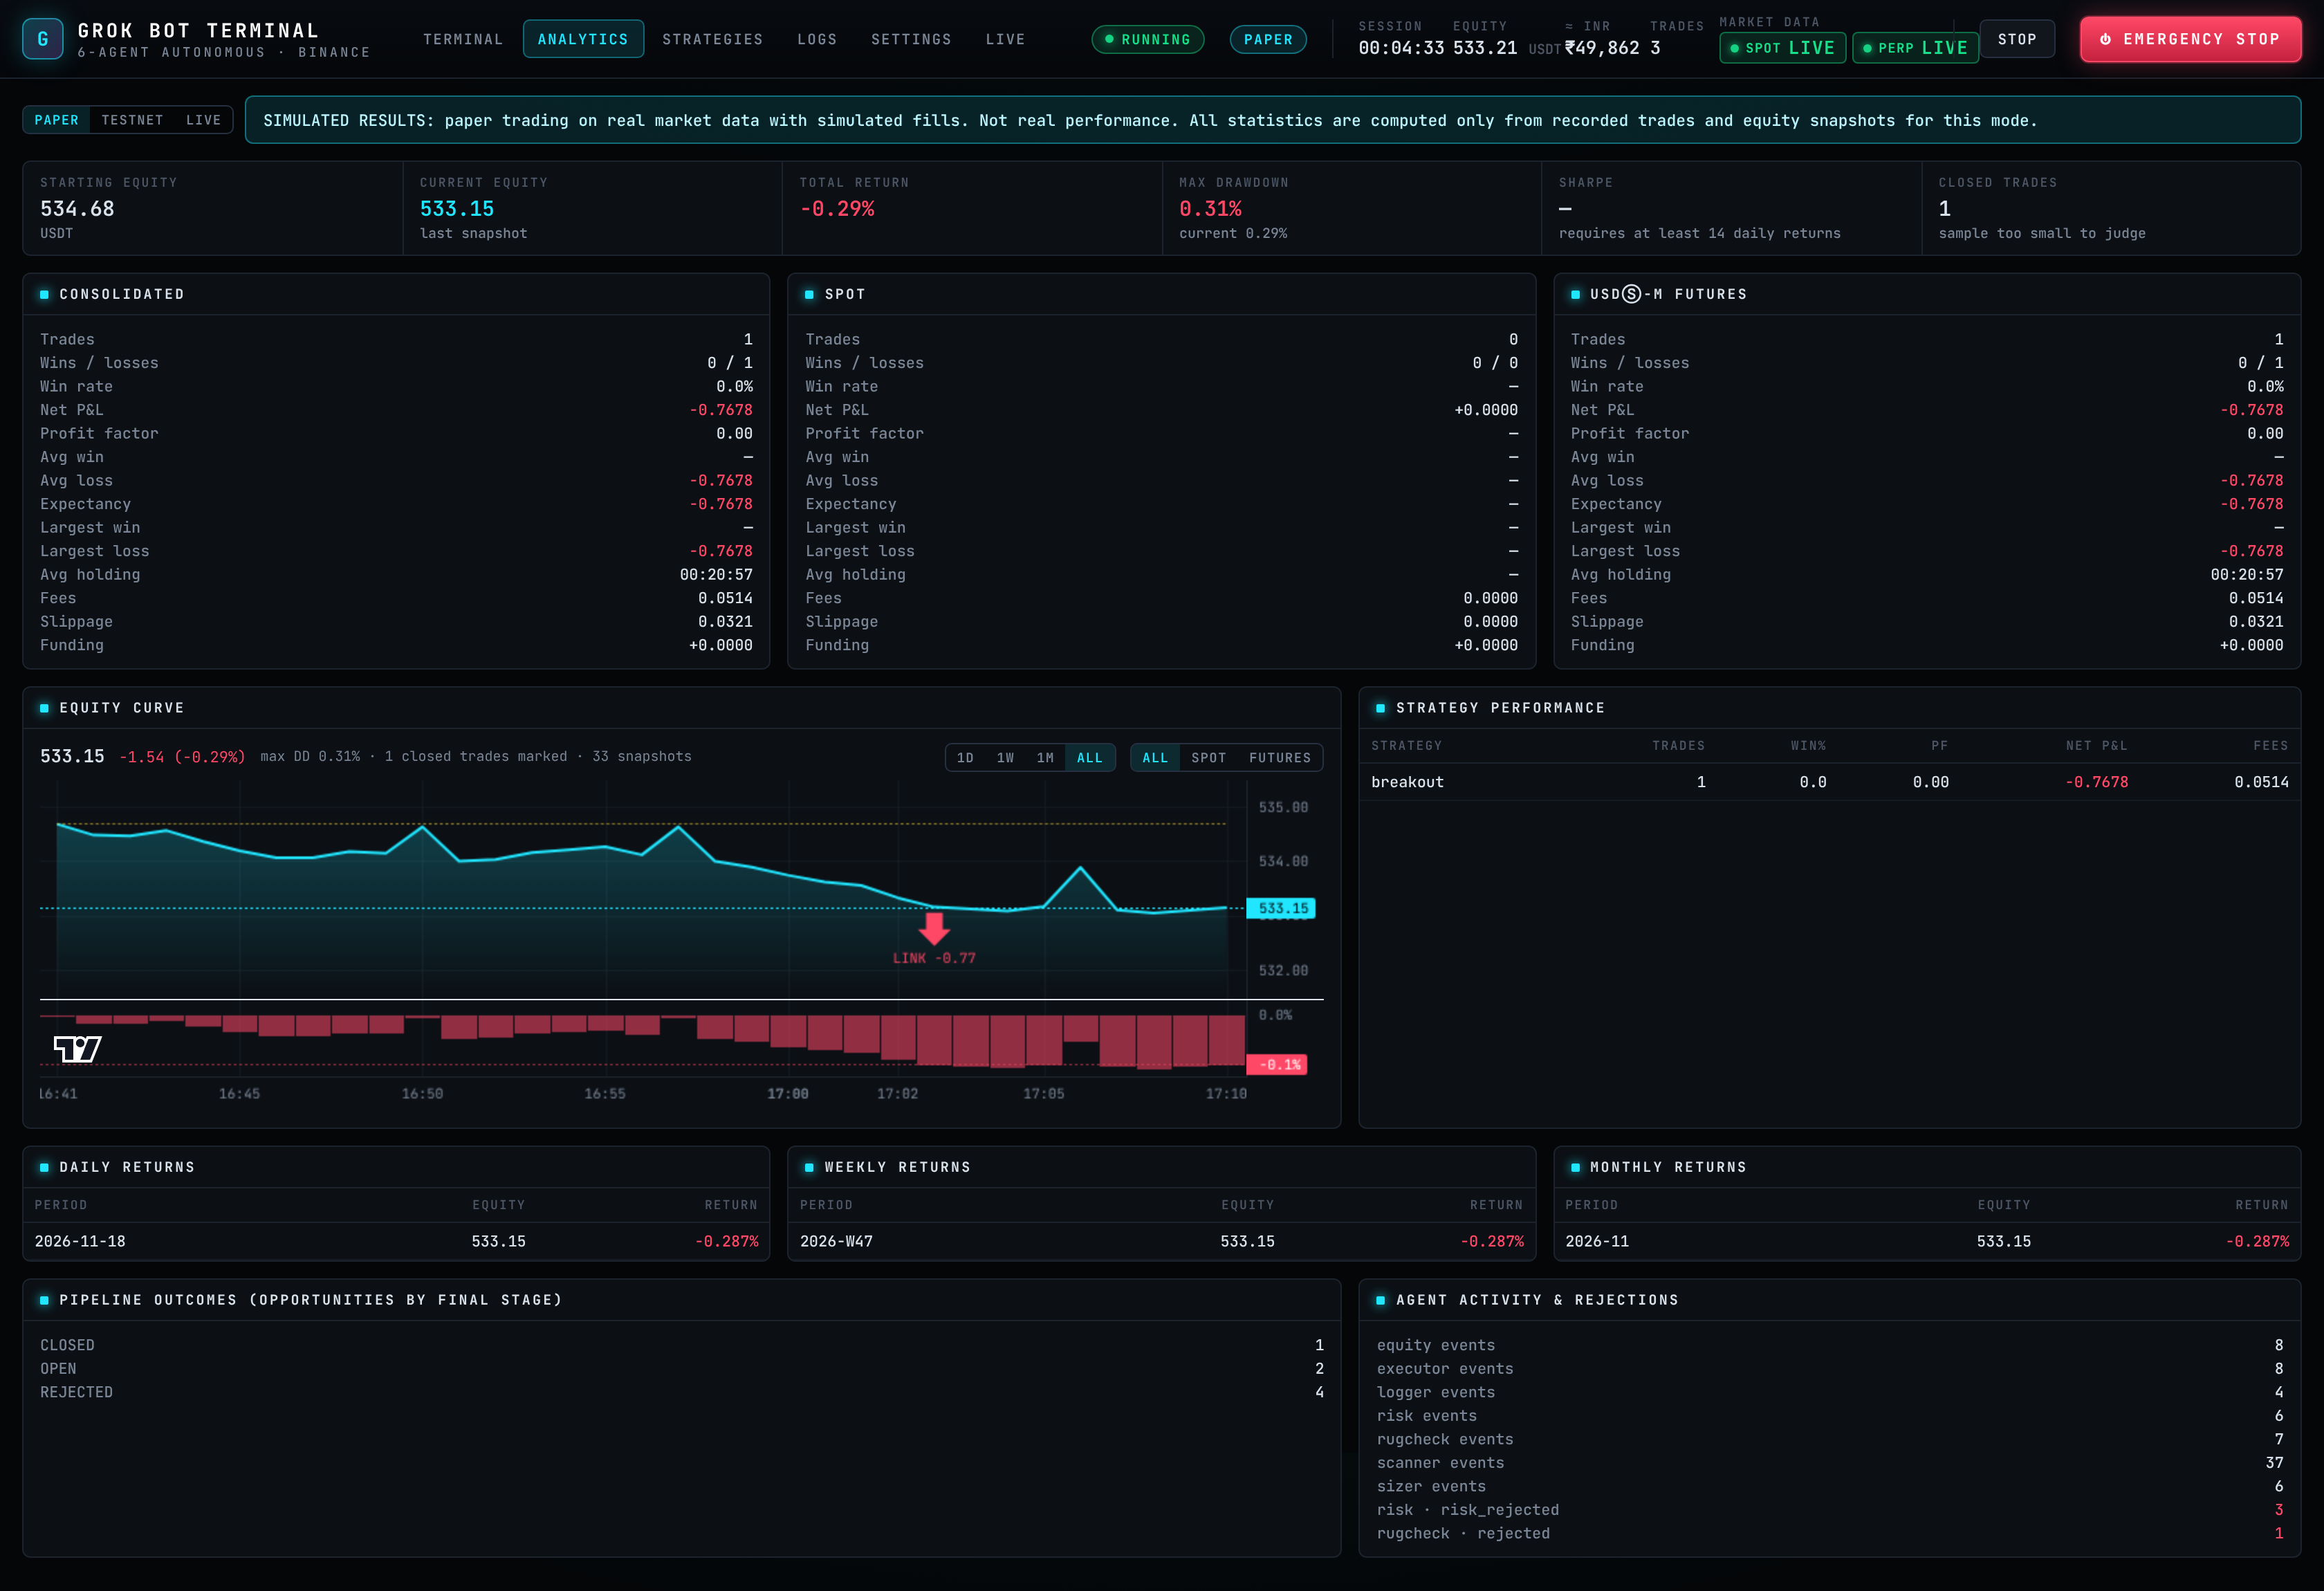 G
GROK BOT TERMINAL
6-AGENT AUTONOMOUS · BINANCE
TERMINAL ANALYTICS STRATEGIES LOGS SETTINGS LIVE
RUNNING PAPER
SESSION EQUITY ≈ INR TRADES MARKET DATA
00:04:33 533.21 USDT ₹49,862 3 SPOT LIVE PERP LIVE
STOP
EMERGENCY STOP
PAPER TESTNET LIVE
SIMULATED RESULTS: paper trading on real market data with simulated fills. Not real performance. All statistics are computed only from recorded trades and equity snapshots for this mode.
STARTING EQUITY
534.68
USDT
CURRENT EQUITY
533.15
last snapshot
TOTAL RETURN
-0.29%
MAX DRAWDOWN
0.31%
current 0.29%
SHARPE
—
requires at least 14 daily returns
CLOSED TRADES
1
sample too small to judge
CONSOLIDATED
Trades 1
Wins / losses 0 / 1
Win rate 0.0%
Net P&L -0.7678
Profit factor 0.00
Avg win —
Avg loss -0.7678
Expectancy -0.7678
Largest win —
Largest loss -0.7678
Avg holding 00:20:57
Fees 0.0514
Slippage 0.0321
Funding +0.0000
SPOT
Trades 0
Wins / losses 0 / 0
Win rate —
Net P&L +0.0000
Profit factor —
Avg win —
Avg loss —
Expectancy —
Largest win —
Largest loss —
Avg holding —
Fees 0.0000
Slippage 0.0000
Funding +0.0000
USDⓈ-M FUTURES
Trades 1
Wins / losses 0 / 1
Win rate 0.0%
Net P&L -0.7678
Profit factor 0.00
Avg win —
Avg loss -0.7678
Expectancy -0.7678
Largest win —
Largest loss -0.7678
Avg holding 00:20:57
Fees 0.0514
Slippage 0.0321
Funding +0.0000
EQUITY CURVE
533.15 -1.54 (-0.29%) max DD 0.31% · 1 closed trades marked · 33 snapshots
1D 1W 1M ALL ALL SPOT FUTURES
535.00
534.00
533.15
LINK -0.77
532.00
0.0%
-0.1%
16:41 16:45 16:50 16:55 17:00 17:02 17:05 17:10
STRATEGY PERFORMANCE
STRATEGY TRADES WIN% PF NET P&L FEES
breakout 1 0.0 0.00 -0.7678 0.0514
DAILY RETURNS
PERIOD EQUITY RETURN
2026-11-18 533.15 -0.287%
WEEKLY RETURNS
PERIOD EQUITY RETURN
2026-W47 533.15 -0.287%
MONTHLY RETURNS
PERIOD EQUITY RETURN
2026-11 533.15 -0.287%
PIPELINE OUTCOMES (OPPORTUNITIES BY FINAL STAGE)
CLOSED 1
OPEN 2
REJECTED 4
AGENT ACTIVITY & REJECTIONS
equity events 8
executor events 8
logger events 4
risk events 6
rugcheck events 7
scanner events 37
sizer events 6
risk · risk_rejected 3
rugcheck · rejected 1